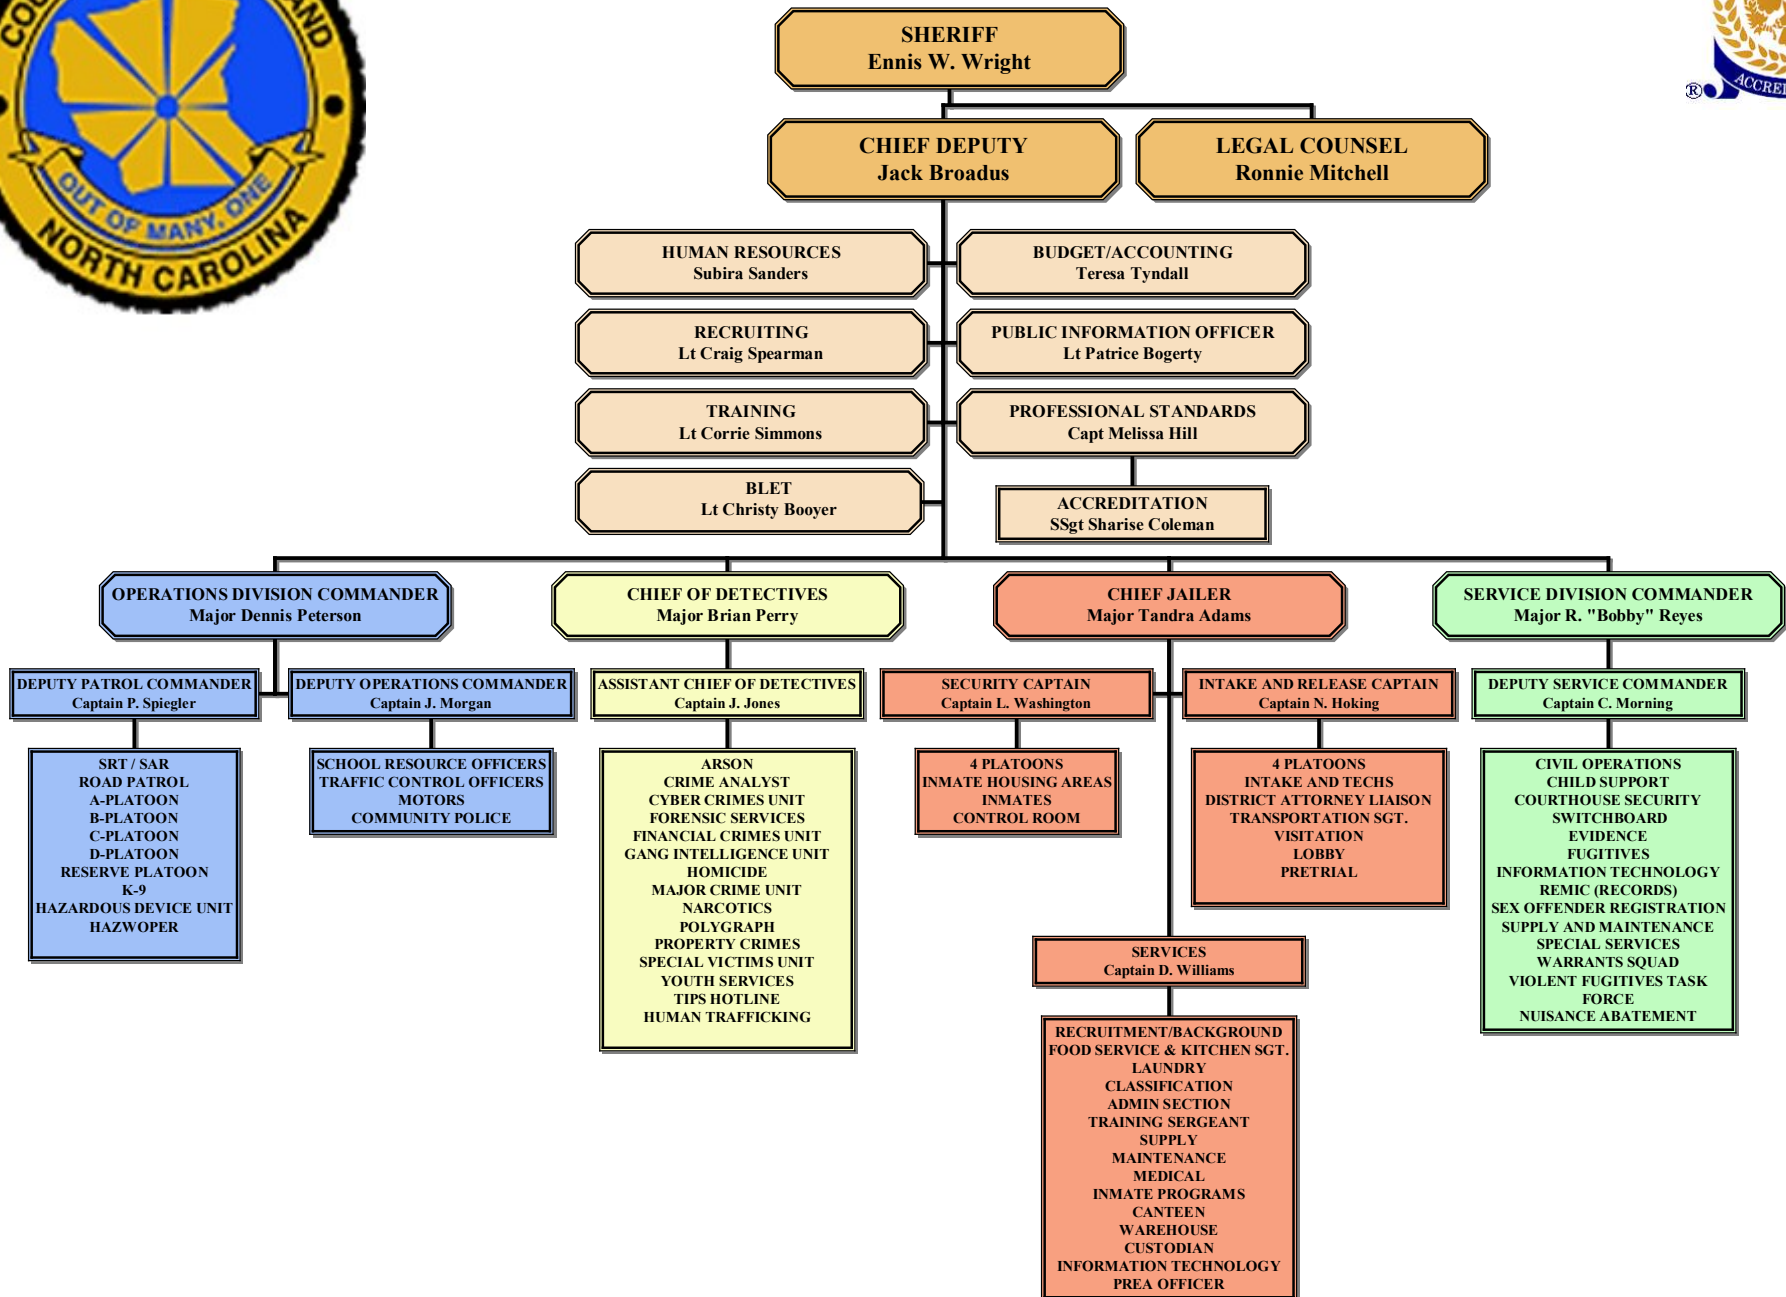 NORTH CAROLINA
OUT OF MANY, ONE
ACCRED
®
SHERIFF
Ennis W. Wright
CHIEF DEPUTY
Jack Broadus
LEGAL COUNSEL
Ronnie Mitchell
HUMAN RESOURCES
Subira Sanders
BUDGET/ACCOUNTING
Teresa Tyndall
RECRUITING
Lt Craig Spearman
PUBLIC INFORMATION OFFICER
Lt Patrice Bogerty
TRAINING
Lt Corrie Simmons
PROFESSIONAL STANDARDS
Capt Melissa Hill
BLET
Lt Christy Booyer
ACCREDITATION
SSgt Sharise Coleman
OPERATIONS DIVISION COMMANDER
Major Dennis Peterson
CHIEF OF DETECTIVES
Major Brian Perry
CHIEF JAILER
Major Tandra Adams
SERVICE DIVISION COMMANDER
Major R. "Bobby" Reyes
DEPUTY PATROL COMMANDER
Captain P. Spiegler
DEPUTY OPERATIONS COMMANDER
Captain J. Morgan
ASSISTANT CHIEF OF DETECTIVES
Captain J. Jones
SECURITY CAPTAIN
Captain L. Washington
INTAKE AND RELEASE CAPTAIN
Captain N. Hoking
DEPUTY SERVICE COMMANDER
Captain C. Morning
SRT / SAR
ROAD PATROL
A-PLATOON
B-PLATOON
C-PLATOON
D-PLATOON
RESERVE PLATOON
K-9
HAZARDOUS DEVICE UNIT
HAZWOPER
SCHOOL RESOURCE OFFICERS
TRAFFIC CONTROL OFFICERS
MOTORS
COMMUNITY POLICE
ARSON
CRIME ANALYST
CYBER CRIMES UNIT
FORENSIC SERVICES
FINANCIAL CRIMES UNIT
GANG INTELLIGENCE UNIT
HOMICIDE
MAJOR CRIME UNIT
NARCOTICS
POLYGRAPH
PROPERTY CRIMES
SPECIAL VICTIMS UNIT
YOUTH SERVICES
TIPS HOTLINE
HUMAN TRAFFICKING
4 PLATOONS
INMATE HOUSING AREAS
INMATES
CONTROL ROOM
4 PLATOONS
INTAKE AND TECHS
DISTRICT ATTORNEY LIAISON
TRANSPORTATION SGT.
VISITATION
LOBBY
PRETRIAL
CIVIL OPERATIONS
CHILD SUPPORT
COURTHOUSE SECURITY
SWITCHBOARD
EVIDENCE
FUGITIVES
INFORMATION TECHNOLOGY
REMIC (RECORDS)
SEX OFFENDER REGISTRATION
SUPPLY AND MAINTENANCE
SPECIAL SERVICES
WARRANTS SQUAD
VIOLENT FUGITIVES TASK
FORCE
NUISANCE ABATEMENT
SERVICES
Captain D. Williams
RECRUITMENT/BACKGROUND
FOOD SERVICE & KITCHEN SGT.
LAUNDRY
CLASSIFICATION
ADMIN SECTION
TRAINING SERGEANT
SUPPLY
MAINTENANCE
MEDICAL
INMATE PROGRAMS
CANTEEN
WAREHOUSE
CUSTODIAN
INFORMATION TECHNOLOGY
PREA OFFICER